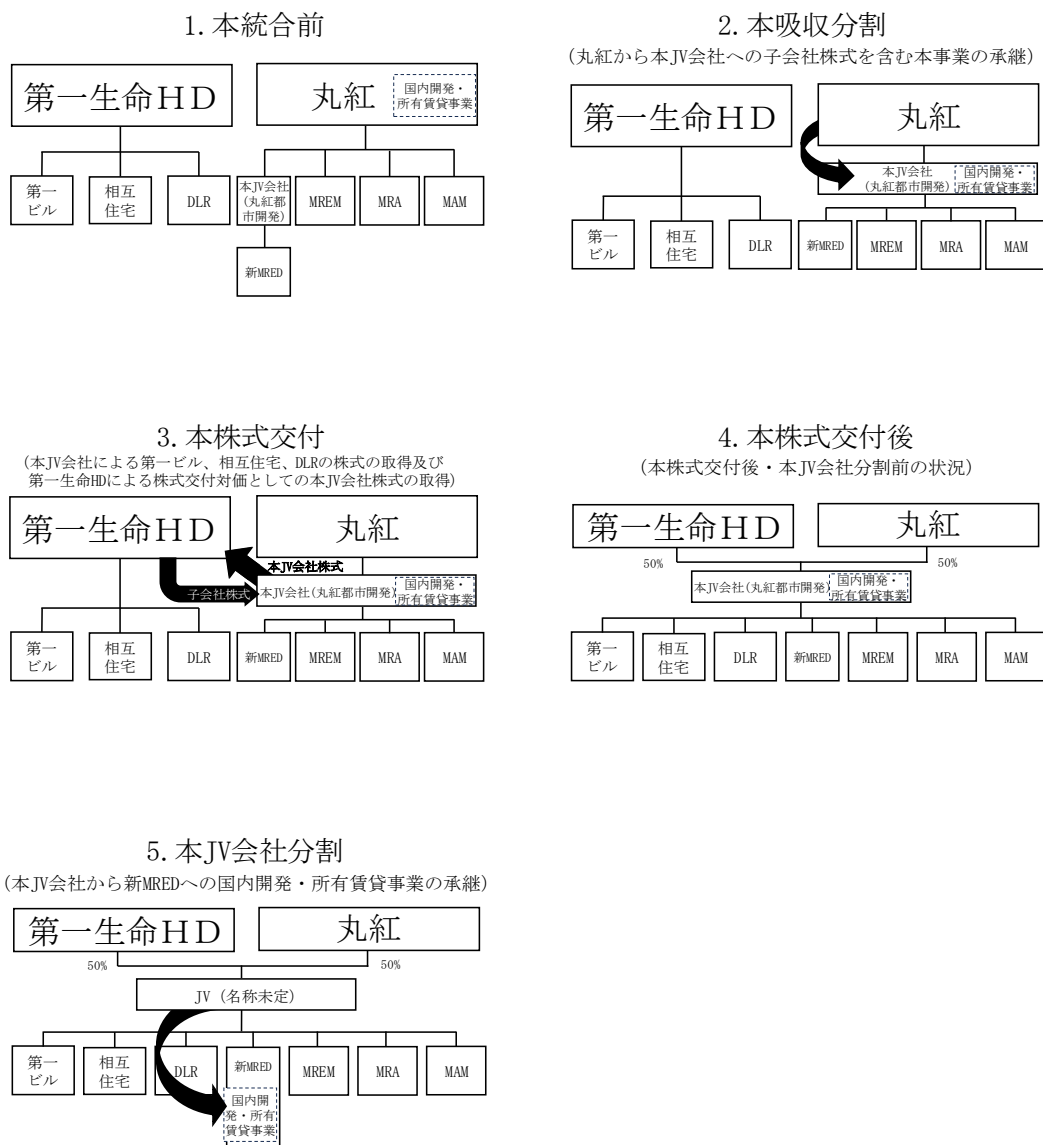 1. 本統合前
第一生命HD
丸紅
国内開発・
所有賃貸事業
第一
ビル
相互
住宅
DLR
本JV会社
(丸紅都
市開発)
MREM
MRA
MAM
新MRED
2. 本吸収分割
(丸紅から本JV会社への子会社株式を含む本事業の承継)
第一生命HD
丸紅
本JV会社
(丸紅都市開発)
国内開発・
所有賃貸事業
第一
ビル
相互
住宅
DLR
新MRED
MREM
MRA
MAM
3. 本株式交付
(本JV会社による第一ビル、相互住宅、DLRの株式の取得及び
第一生命HDによる株式交付対価としての本JV会社株式の取得)
第一生命HD
丸紅
本JV会社株式
子会社株式
本JV会社(丸紅都市開発)
国内開発・
所有賃貸事業
第一
ビル
相互
住宅
DLR
新MRED
MREM
MRA
MAM
4. 本株式交付後
(本株式交付後・本JV会社分割前の状況)
第一生命HD
丸紅
50%
50%
本JV会社(丸紅都市開発)
国内開発・
所有賃貸事業
第一
ビル
相互
住宅
DLR
新MRED
MREM
MRA
MAM
5. 本JV会社分割
(本JV会社から新MREDへの国内開発・所有賃貸事業の承継)
第一生命HD
丸紅
50%
50%
JV (名称未定)
第一
ビル
相互
住宅
DLR
新MRED
MREM
MRA
MAM
国内開
発・所有
賃貸事業